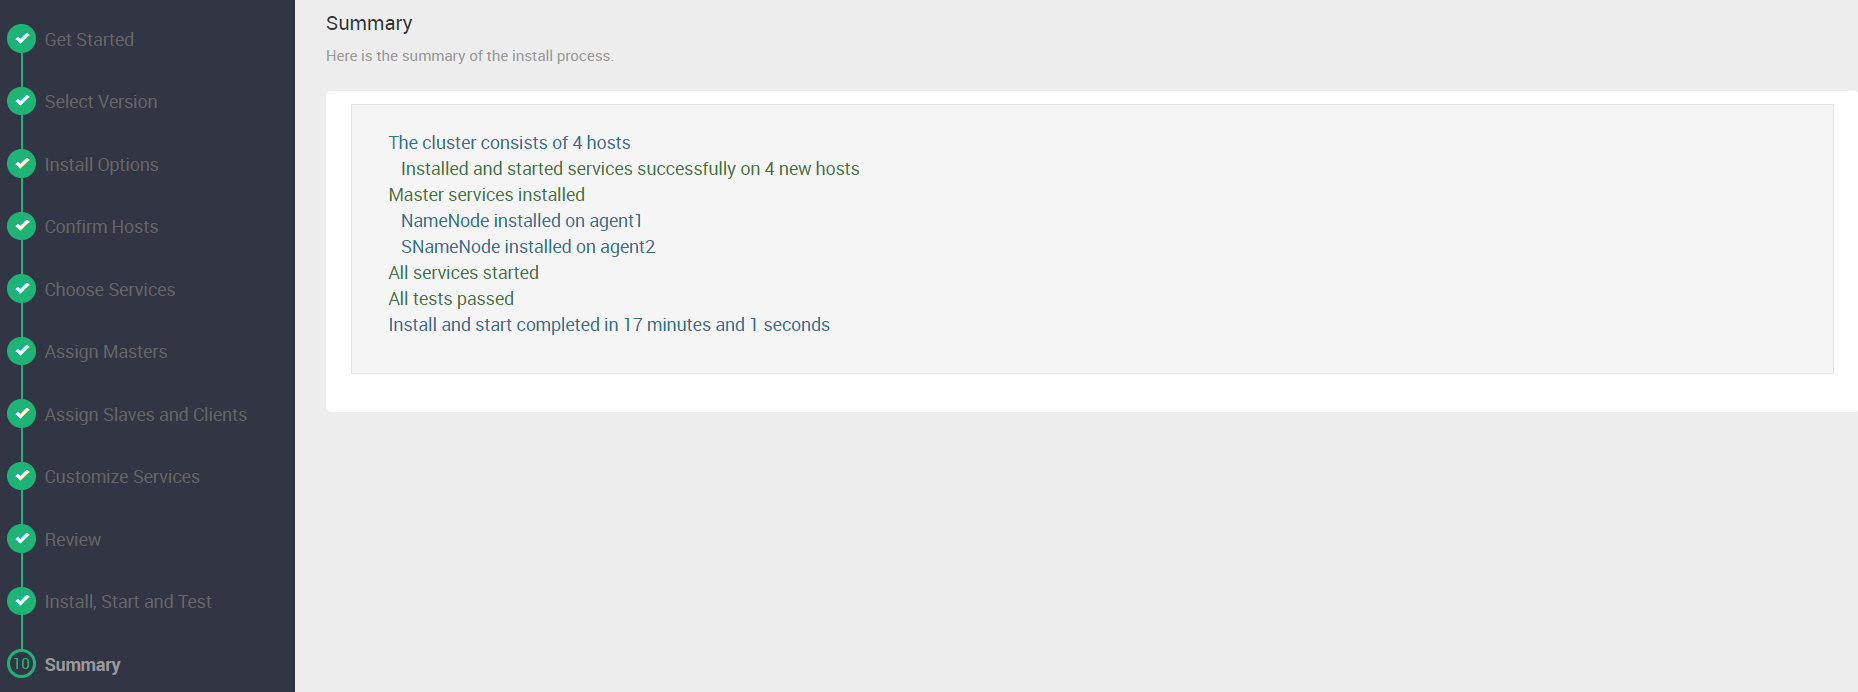 Get Started
Select Version
Install Options
Confirm Hosts
Choose Services
Assign Masters
Assign Slaves and Clients
Customize Services
Review
Install, Start and Test
10 Summary
Summary
Here is the summary of the install process.
The cluster consists of 4 hosts
Installed and started services successfully on 4 new hosts
Master services installed
NameNode installed on agent1
SNameNode installed on agent2
All services started
All tests passed
Install and start completed in 17 minutes and 1 seconds